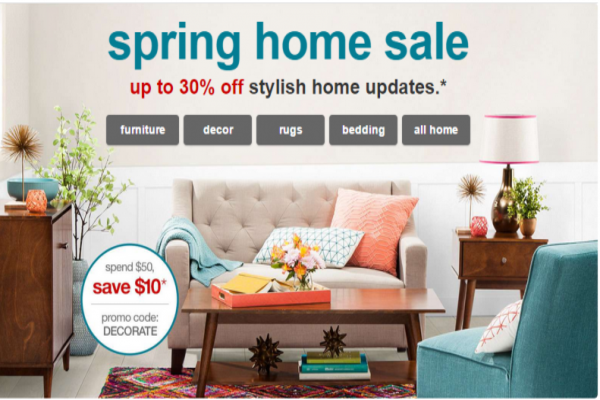 spring home sale
up to 30% off stylish home updates.*
furniture decor rugs bedding all home
spend $50,
save $10*
promo code:
DECORATE